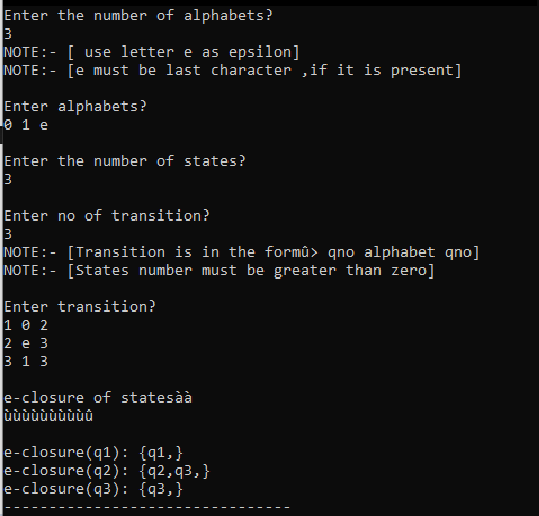 Enter the number of alphabets?
3
NOTE:- [ use letter e as epsilon]
NOTE:- [e must be last character ,if it is present]
Enter alphabets?
0 1 e
Enter the number of states?
3
Enter no of transition?
3
NOTE:- [Transition is in the formû> qno alphabet qno]
NOTE:- [States number must be greater than zero]
Enter transition?
1 0 2
2 e 3
3 1 3
e-closure of statesàà
ùùùùùùùùùû
e-closure(q1): {q1,}
e-closure(q2): {q2,q3,}
e-closure(q3): {q3,}
--------------------------------